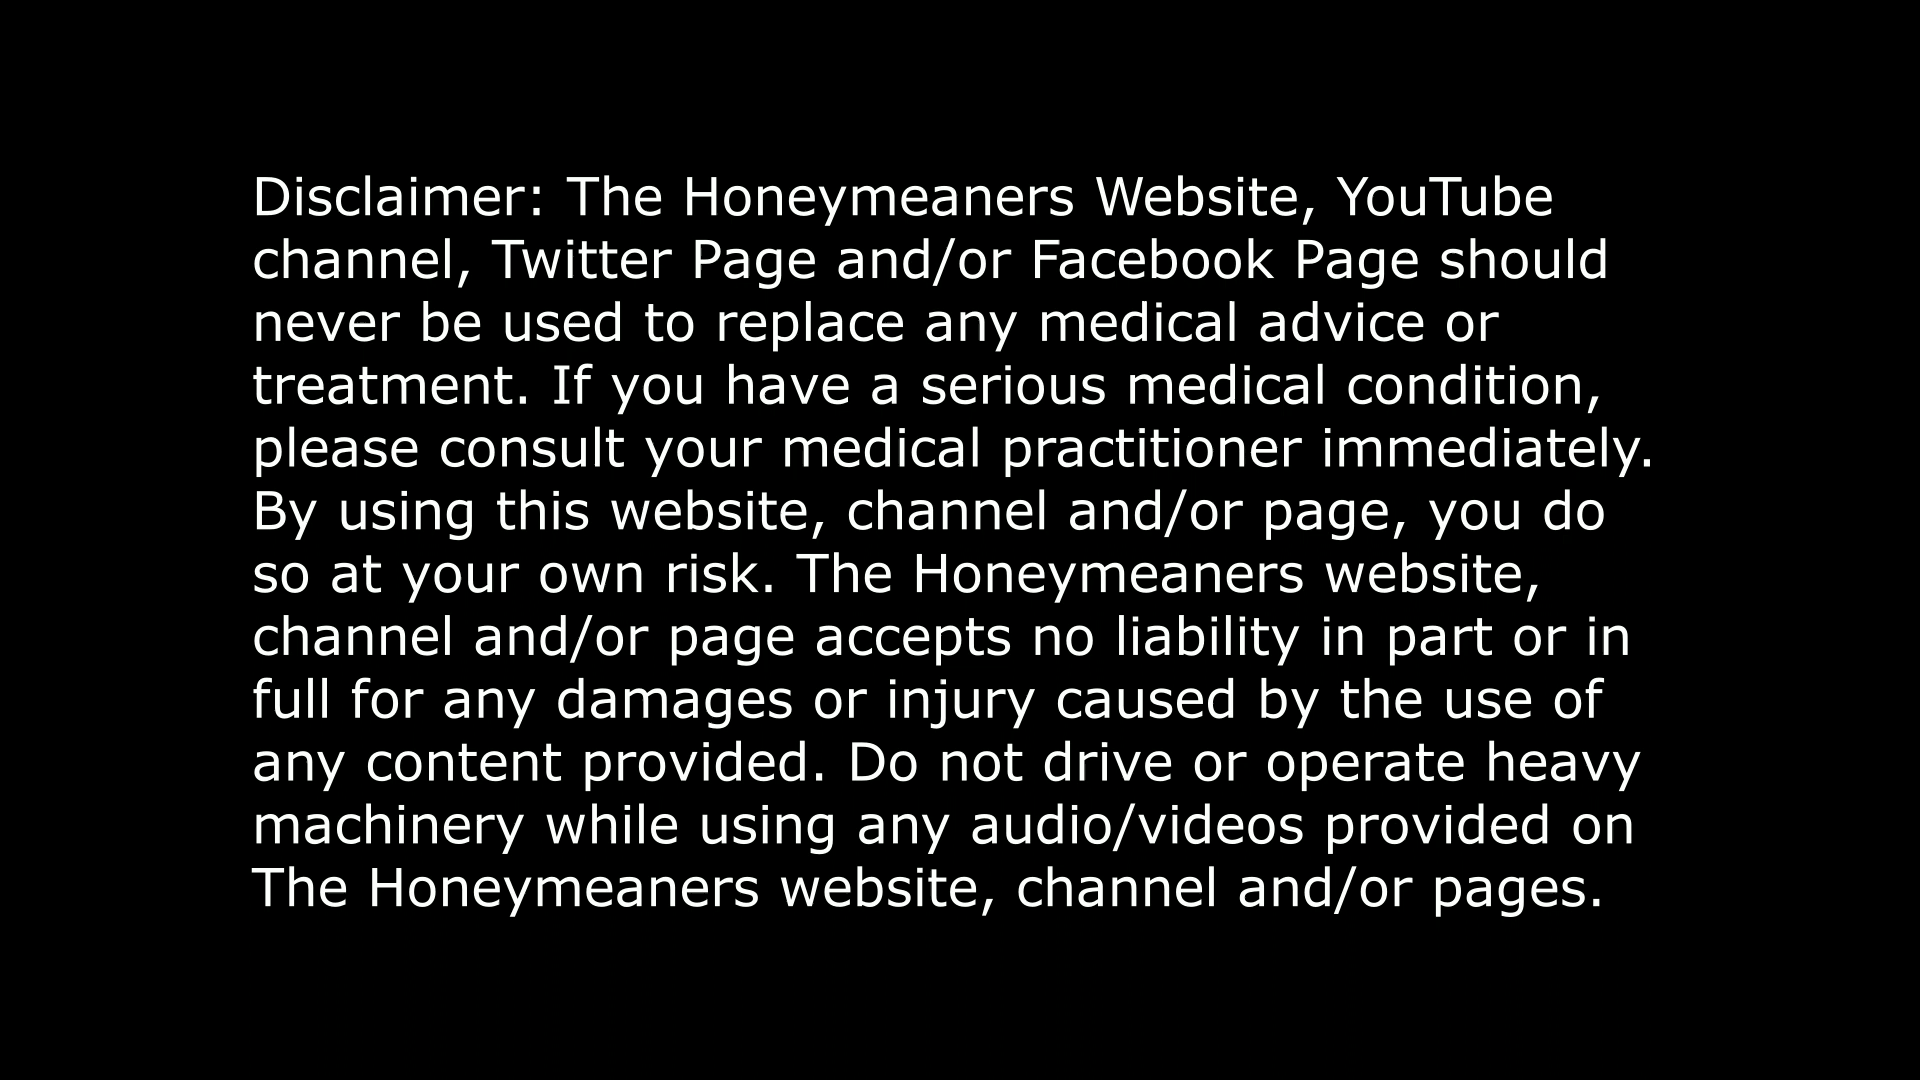 Disclaimer: The Honeymeaners Website, YouTube
channel, Twitter Page and/or Facebook Page should
never be used to replace any medical advice or
treatment. If you have a serious medical condition,
please consult your medical practitioner immediately.
By using this website, channel and/or page, you do
so at your own risk. The Honeymeaners website,
channel and/or page accepts no liability in part or in
full for any damages or injury caused by the use of
any content provided. Do not drive or operate heavy
machinery while using any audio/videos provided on
The Honeymeaners website, channel and/or pages.